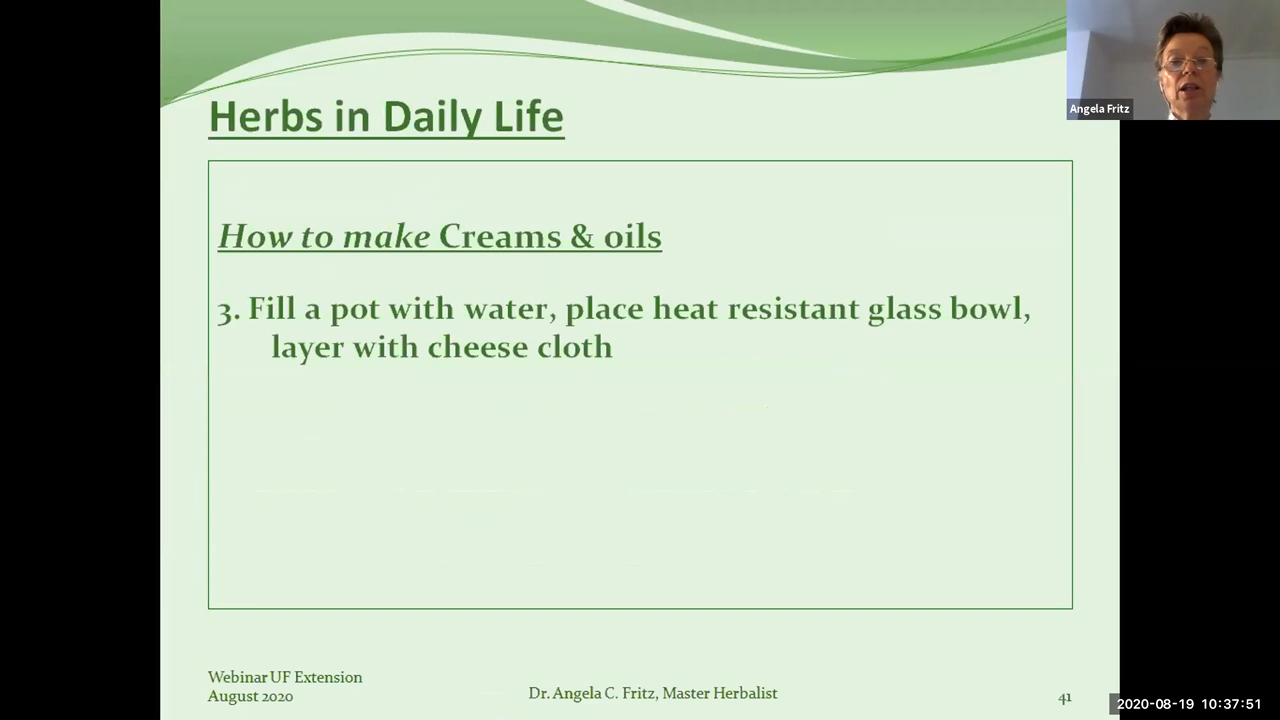 Herbs in Daily Life
Angela Fritz
How to make Creams & oils
3. Fill a pot with water, place heat resistant glass bowl,
layer with cheese cloth
Webinar UF Extension
August 2020
Dr. Angela C. Fritz, Master Herbalist
41
2020-08-19 10:37:51